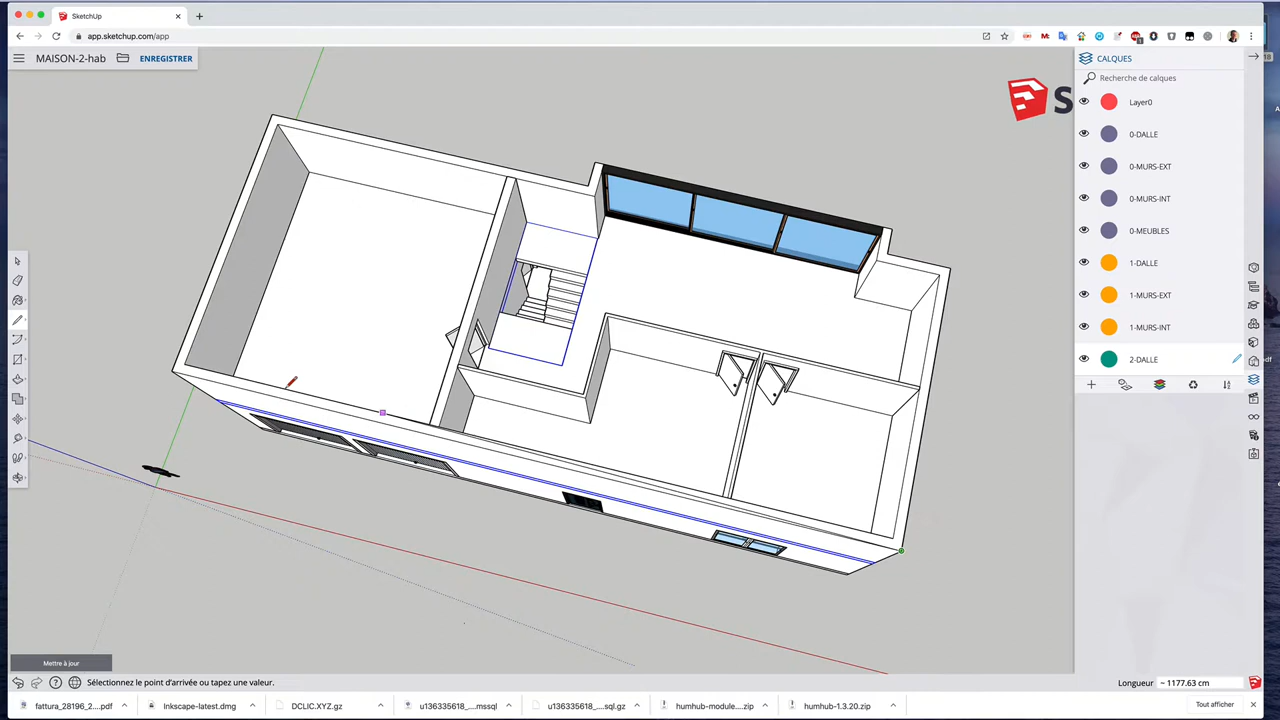 SketchUp
app.sketchup.com/app
MAISON-2-hab
ENREGISTRER
S
CALQUES
Recherche de calques
Layer0
0-DALLE
0-MURS-EXT
0-MURS-INT
0-MEUBLES
1-DALLE
1-MURS-EXT
1-MURS-INT
2-DALLE
Mettre à jour
Sélectionnez le point d'arrivée ou tapez une valeur.
Longueur ~ 1177.63 cm
fattura_28196_2....pdf
Inkscape-latest.dmg
DCLIC.XYZ.gz
u136335618_....mssql
u136335618_....sql.gz
humhub-module....zip
humhub-1.3.20.zip
Tout afficher